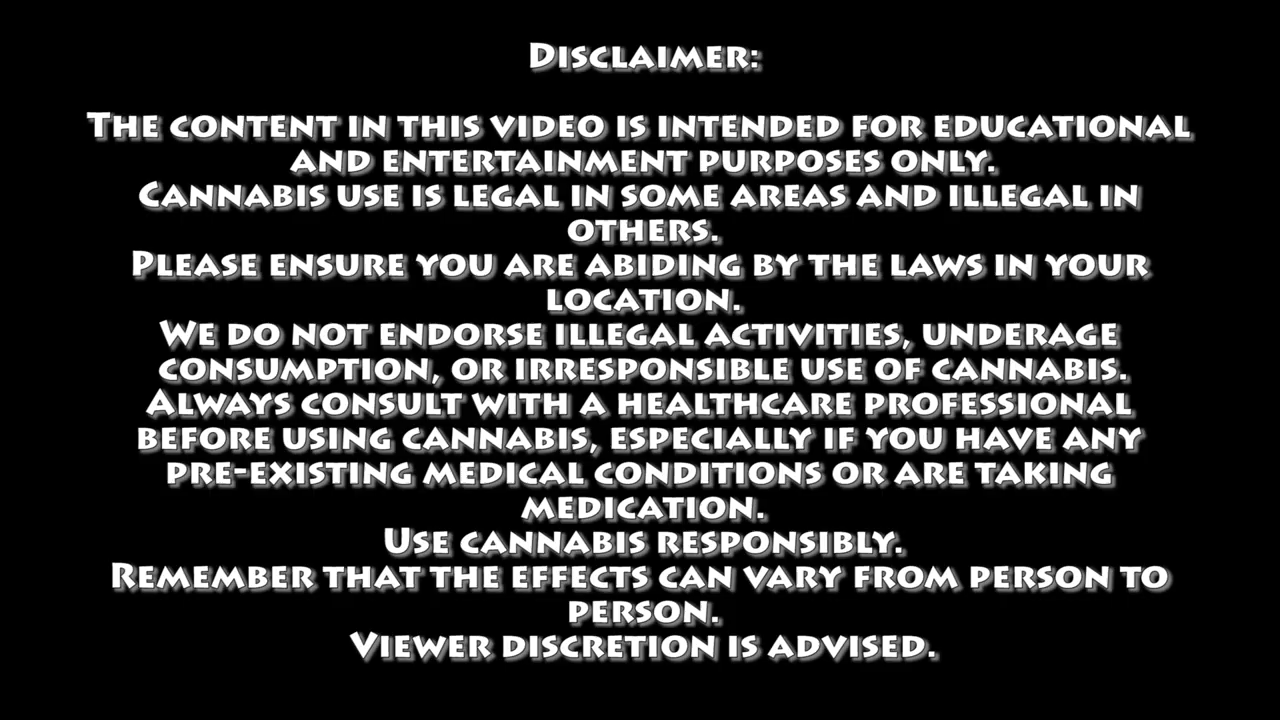 Disclaimer:
The content in this video is intended for educational
and entertainment purposes only.
Cannabis use is legal in some areas and illegal in
others.
Please ensure you are abiding by the laws in your
location.
We do not endorse illegal activities, underage
consumption, or irresponsible use of cannabis.
Always consult with a healthcare professional
before using cannabis, especially if you have any
pre-existing medical conditions or are taking
medication.
Use cannabis responsibly.
Remember that the effects can vary from person to
person.
Viewer discretion is advised.